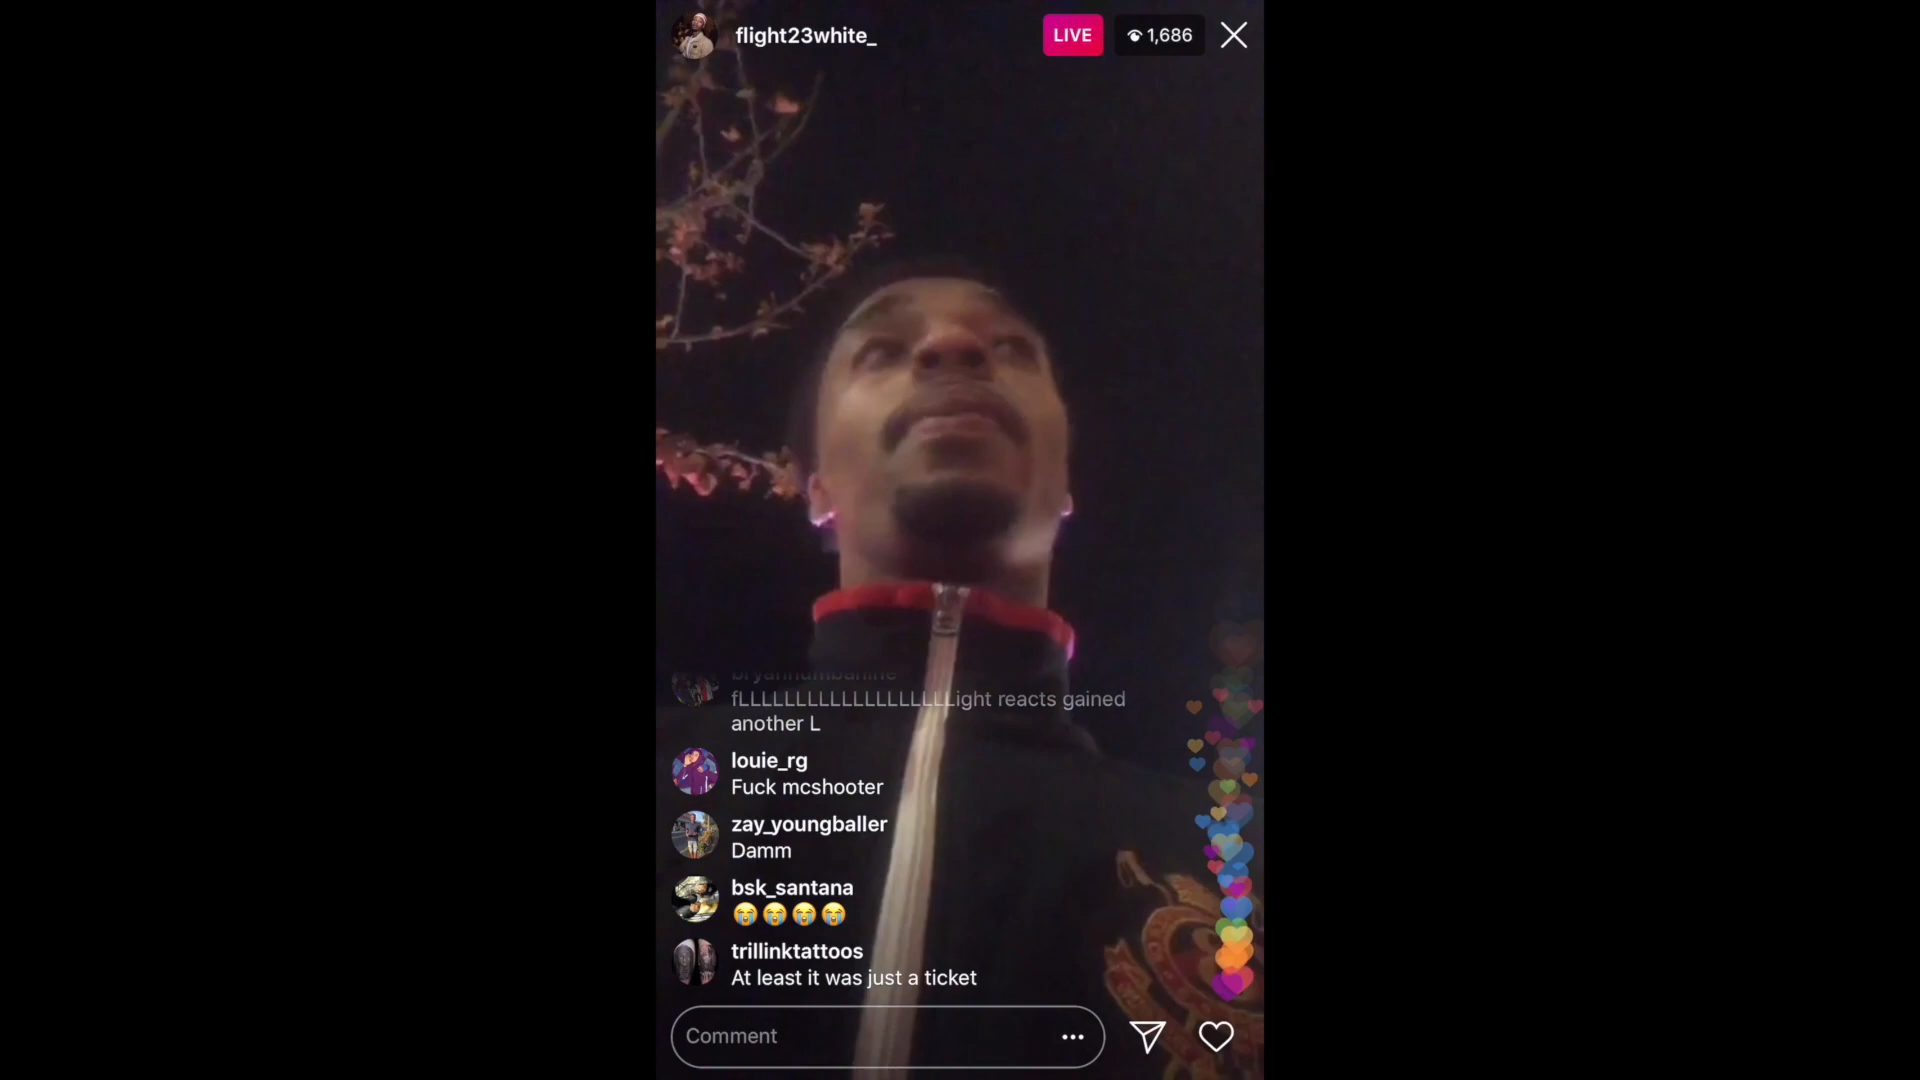 flight23white_
LIVE
1,686
fLLLLLLLLLLLLLLLLLLLight reacts gained
another L
louie_rg
Fuck mcshooter
zay_youngballer
Damm
bsk_santana
😭😭😭😭
trillinktattoos
At least it was just a ticket
Comment